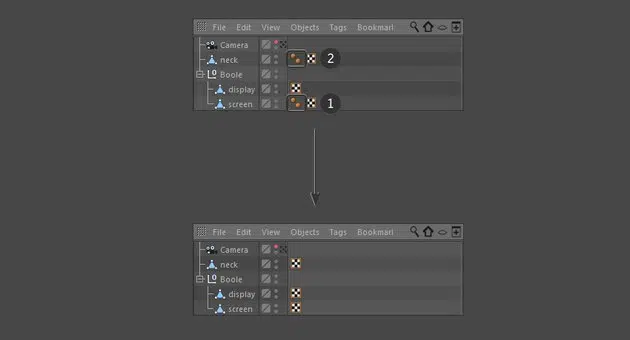 File Edit View Objects Tags Bookmarl
Camera
neck 2
Boole
display
screen 1
File Edit View Objects Tags Bookmarl
Camera
neck
Boole
display
screen